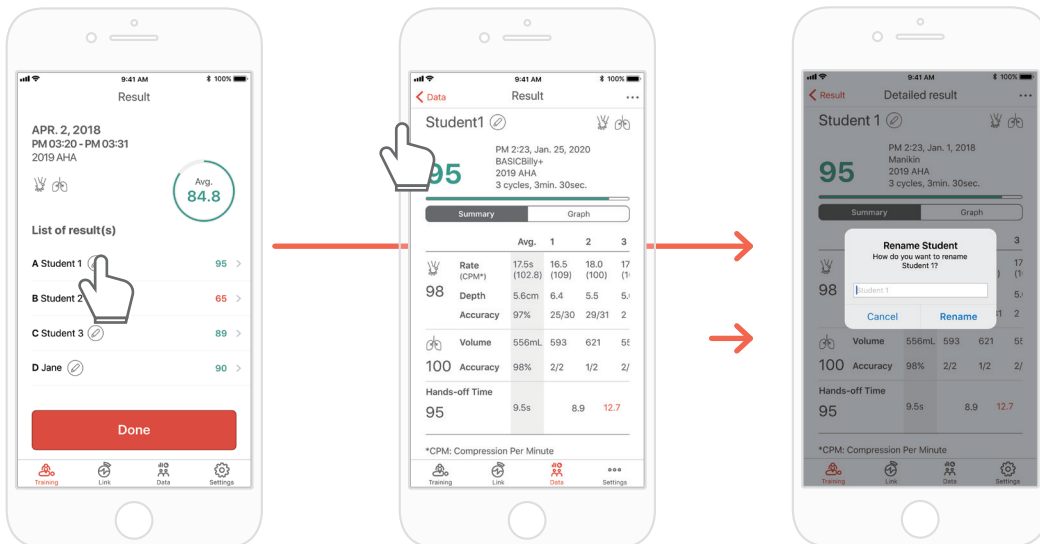 9:41 AM
100%
Result
APR. 2, 2018
PM 03:20 - PM 03:31
2019 AHA
Avg.
84.8
List of result(s)
A Student 1
95
B Student 2
65
C Student 3
89
D Jane
90
Done
Training Link Data Settings
9:41 AM
100%
Data Result
Student1
95
PM 2:23, Jan. 25, 2020
BASICBilly+
2019 AHA
3 cycles, 3min. 30sec.
Summary Graph
Avg. 1 2 3
Rate 17.5s 16.5 18.0 17
(CPM*) (102.8) (109) (100) (1
98 Depth 5.6cm 6.4 5.5 5.
Accuracy 97% 25/30 29/31 2
Volume 556mL 593 621
100 Accuracy 98% 2/2 1/2 2/
Hands-off Time
95 9.5s 8.9 12.7
*CPM: Compression Per Minute
Training Link Data Settings
9:41 AM
100%
Result Detailed result
Student 1
95
PM 2:23, Jan. 1, 2018
Manikin
2019 AHA
3 cycles, 3min. 30sec.
Summary Graph
3
Rename Student
How do you want to rename
Student 1?
Student 1
Cancel Rename
17
98
5.
2
Volume 556mL 593 621
100 Accuracy 98% 2/2 1/2 2/
Hands-off Time
95 9.5s 8.9 12.7
*CPM: Compression Per Minute
Training Link Data Settings